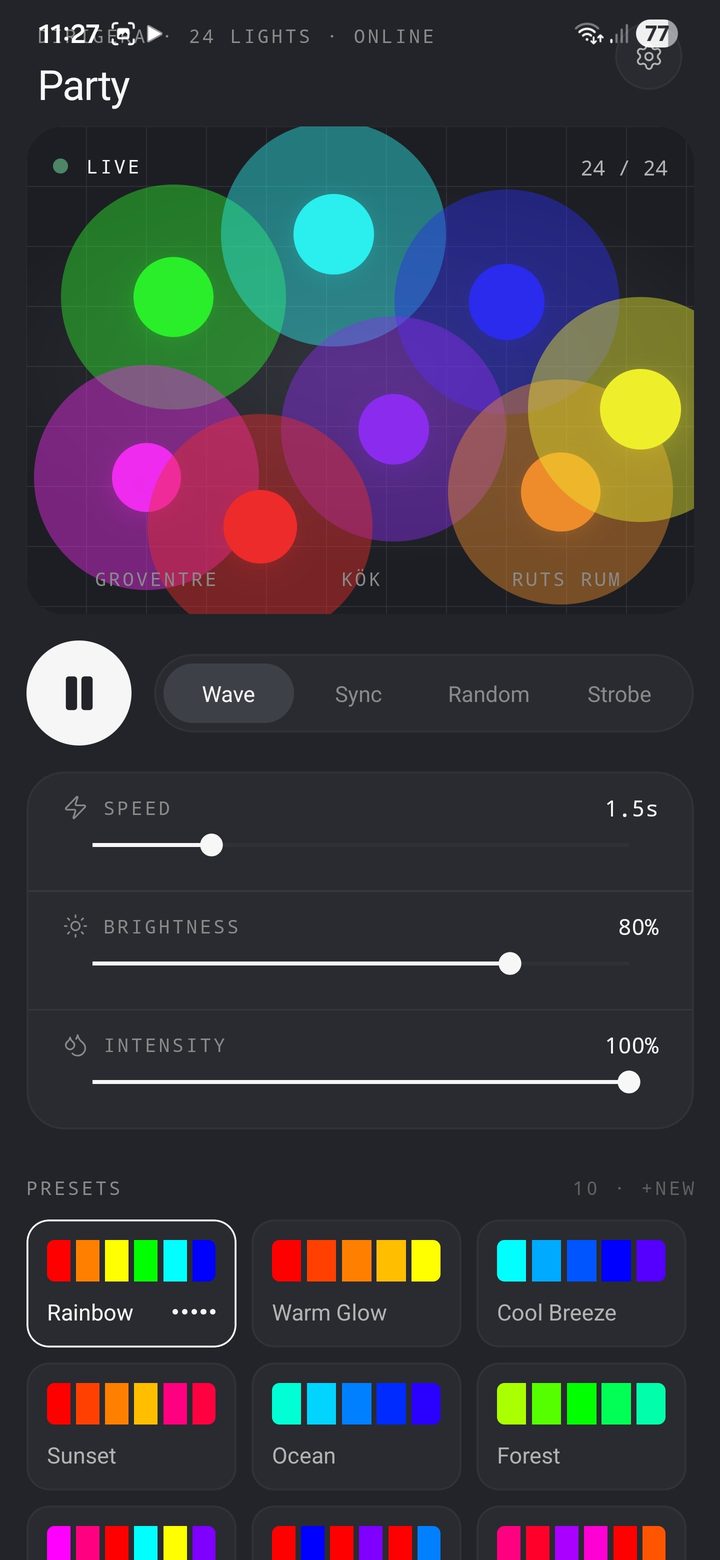 11:27
77
DIRIGERA · 24 LIGHTS · ONLINE
Party
LIVE
24 / 24
GROVENTRE
KÖK
RUTS RUM
Wave
Sync
Random
Strobe
SPEED
1.5s
BRIGHTNESS
80%
INTENSITY
100%
PRESETS
10 · +NEW
Rainbow
Warm Glow
Cool Breeze
Sunset
Ocean
Forest